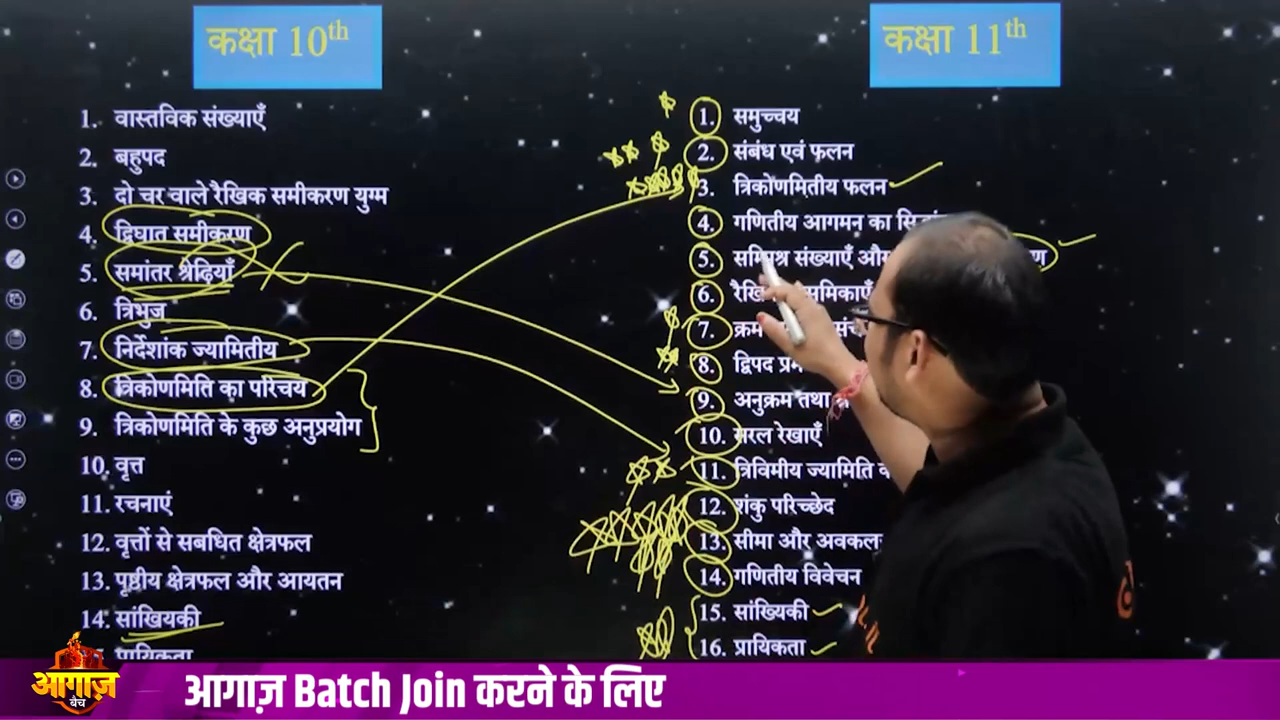 कक्षा 10th
1. वास्तविक संख्याएँ
2. बहुपद
3. दो चर वाले रैखिक समीकरण युग्म
4. द्विघात समीकरण
5. समांतर श्रेढ़ियाँ
6. त्रिभुज
7. निर्देशांक ज्यामितीय
8. त्रिकोणमिति का परिचय
9. त्रिकोणमिति के कुछ अनुप्रयोग
10. वृत्त
11. रचनाएं
12. वृत्तों से सबधित क्षेत्रफल
13. पृष्ठीय क्षेत्रफल और आयतन
14. सांखियकी
प्रायिकता
कक्षा 11th
1. समुच्चय
2. संबंध एवं फलन
3. त्रिकोणमितीय फलन
4. गणितीय आगमन का
5. सम्मिश्र संख्याएँ और
6.
7.
8. द्विपद
9. अनुक्रम तथा
10. सरल रेखाएँ
11. त्रिविमीय ज्यामिति
12. शंकु परिच्छेद
13. सीमा और अवकल
14. गणितीय विवेचन
15. सांख्यिकी
16. प्रायिकता
आगाज़
बैच
आगाज़ Batch Join करने के लिए